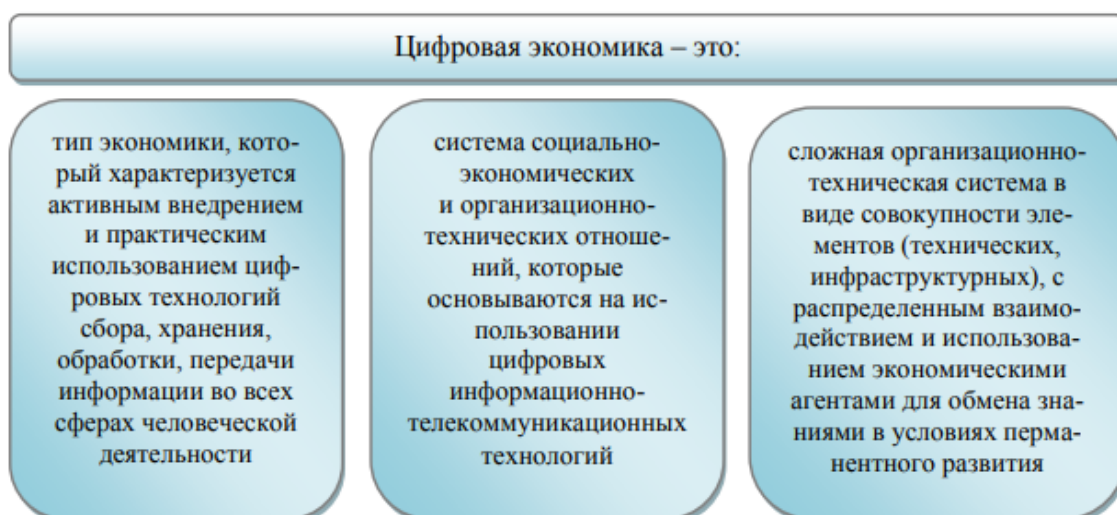 Цифровая экономика – это:
тип экономики, кото-
рый характеризуется
активным внедрением
и практическим
использованием циф-
ровых технологий
сбора, хранения,
обработки, передачи
информации во всех
сферах человеческой
деятельности
система социально-
экономических
и организационно-
технических отноше-
ний, которые
основываются на ис-
пользовании
цифровых
информационно-
телекоммуникационных
технологий
сложная организационно-
техническая система в
виде совокупности эле-
ментов (технических,
инфраструктурных), с
распределенным взаимо-
действием и использова-
нием экономическими
агентами для обмена зна-
ниями в условиях перма-
нентного развития